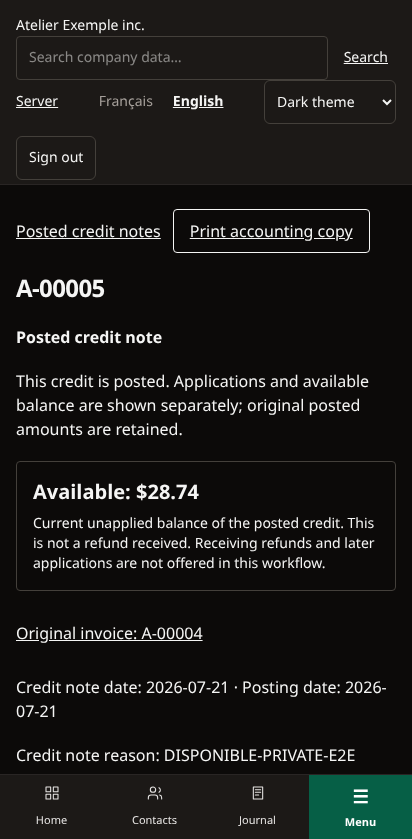 Atelier Exemple inc.
Search company data...
Search
Server
Français
English
Dark theme
Sign out
Posted credit notes
Print accounting copy
A-00005
Posted credit note
This credit is posted. Applications and available
balance are shown separately; original posted
amounts are retained.
Available: $28.74
Current unapplied balance of the posted credit. This
is not a refund received. Receiving refunds and later
applications are not offered in this workflow.
Original invoice: A-00004
Credit note date: 2026-07-21 · Posting date: 2026-
07-21
Credit note reason: DISPONIBLE-PRIVATE-E2E
Home
Contacts
Journal
Menu